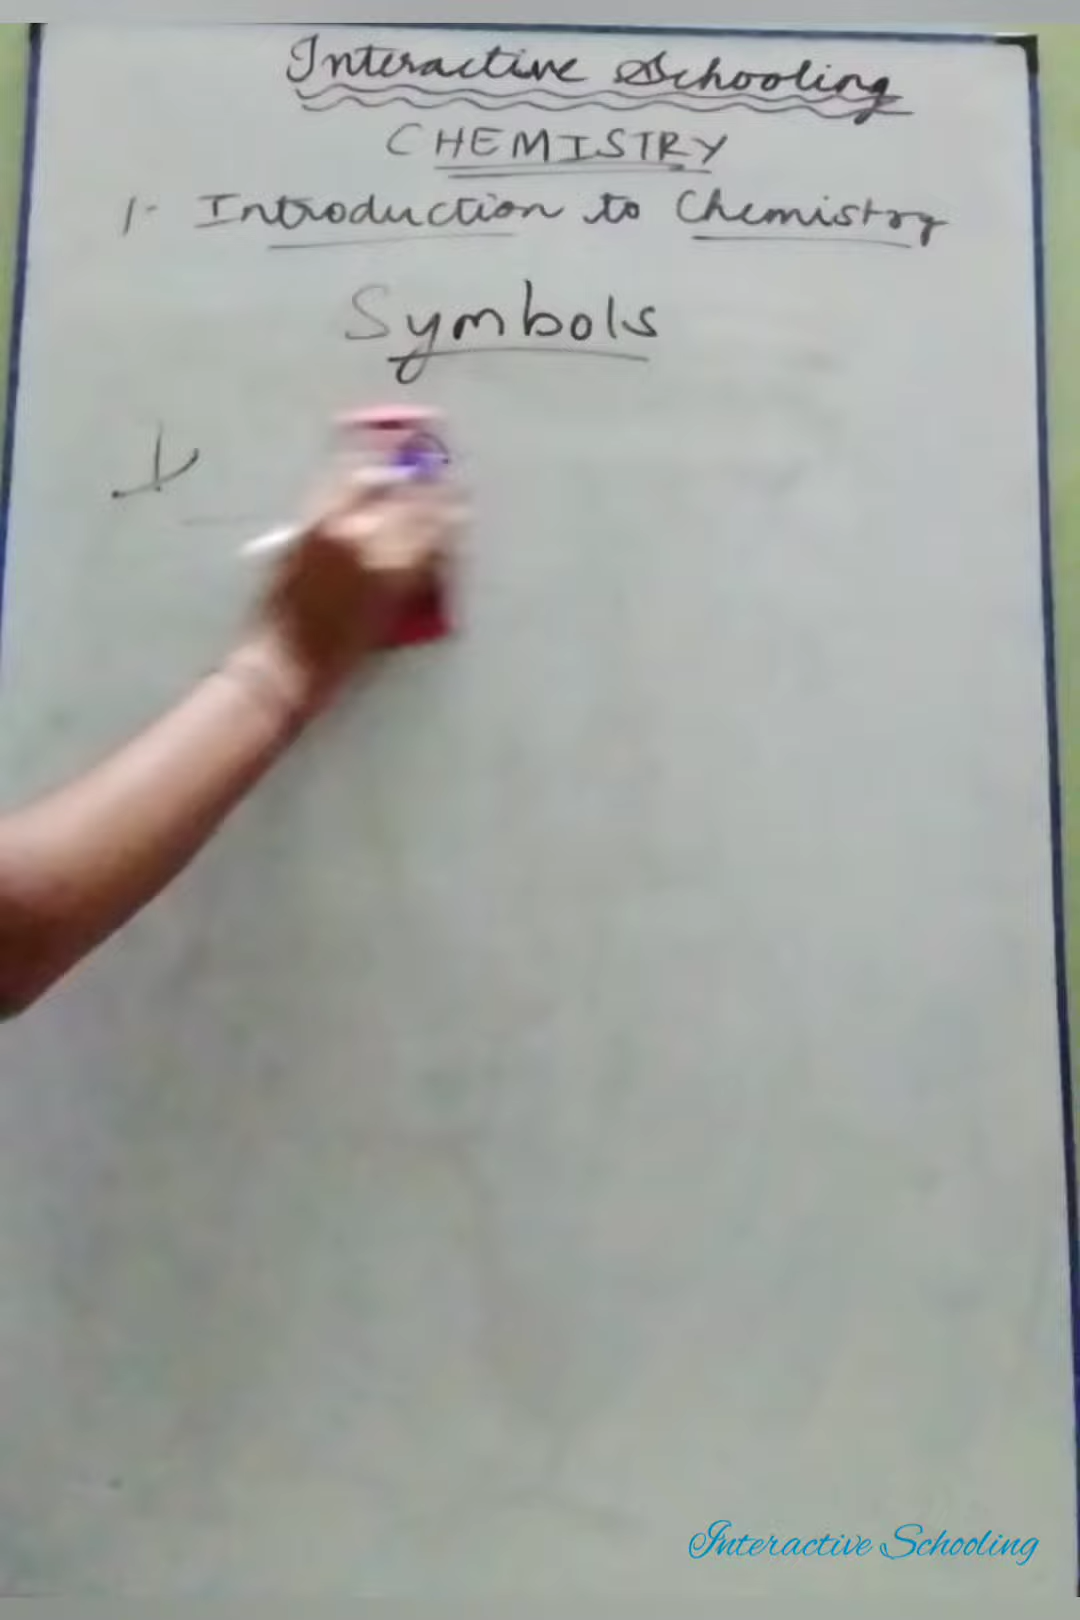 Interactive Schooling
CHEMISTRY
1. Introduction to Chemistry
Symbols
Interactive Schooling